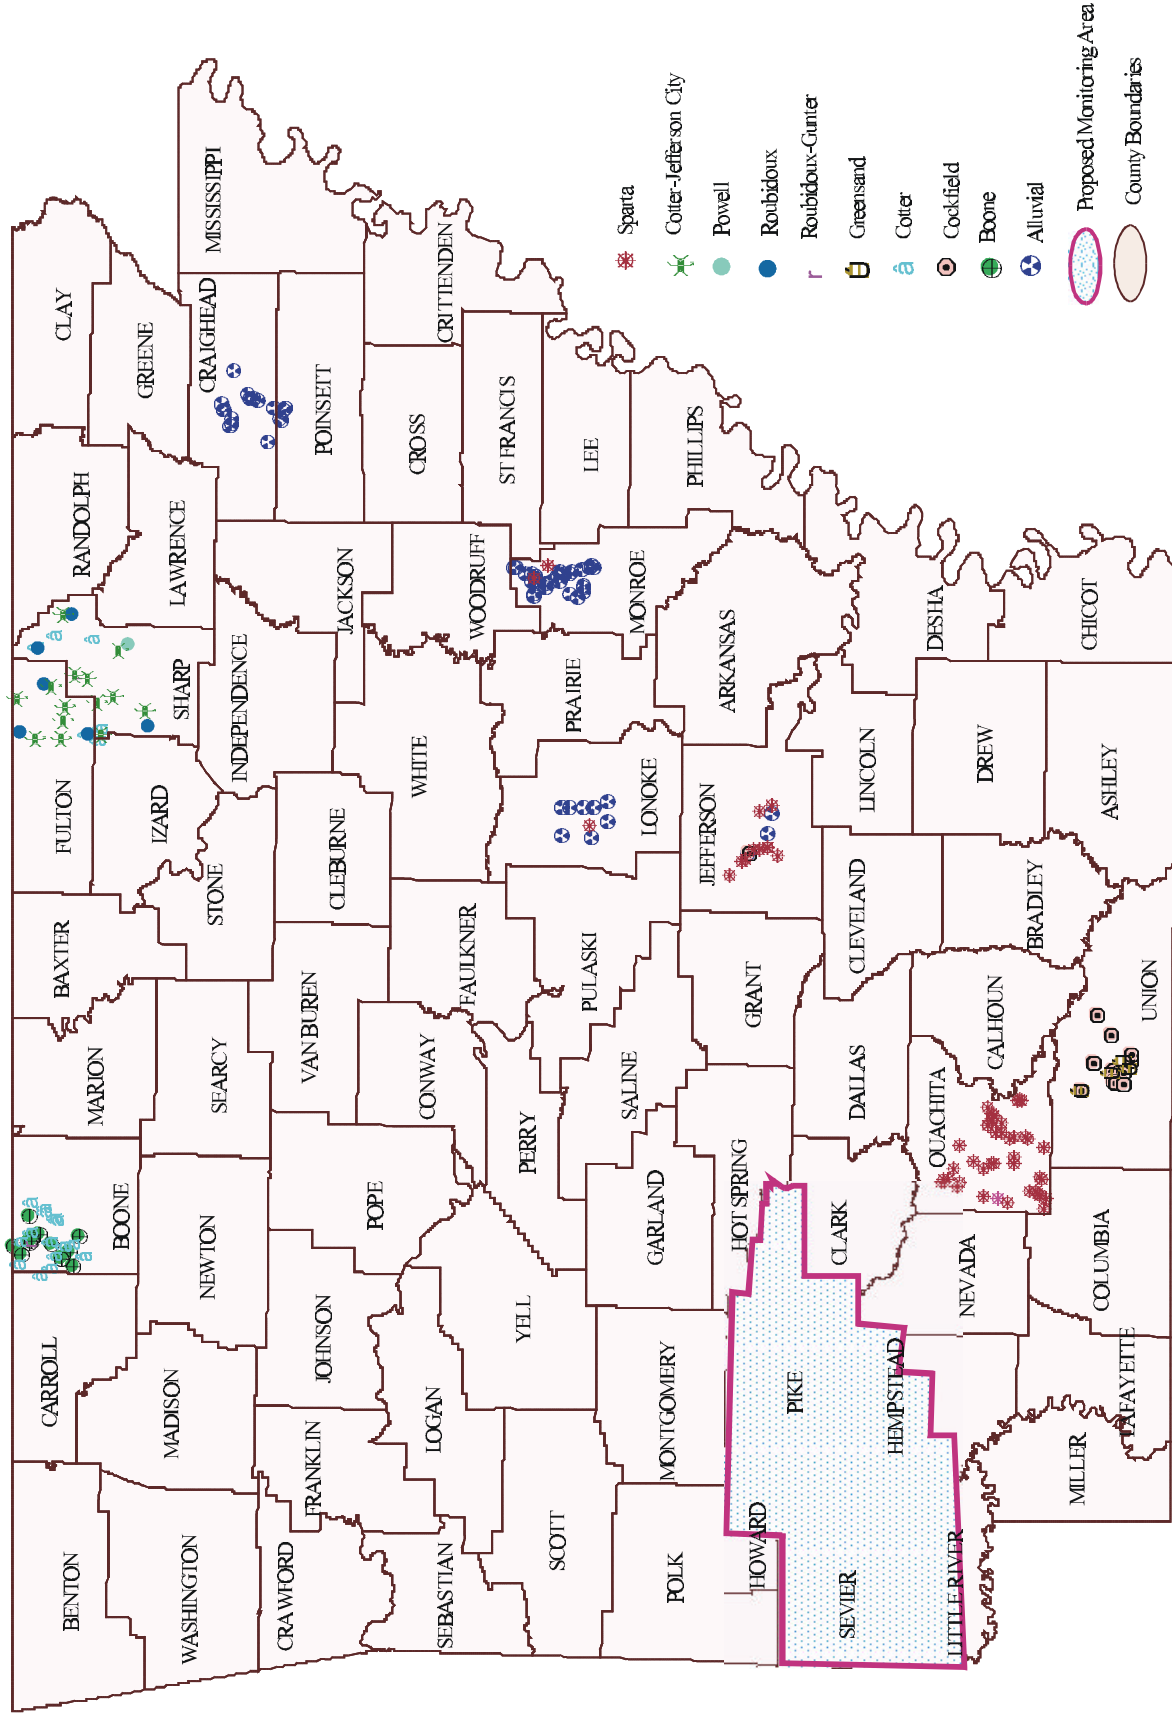 BENTON
CARROLL
BOONE
MARION
BAXTER
FULTON
RANDOLPH
CLAY
WASHINGTON
MADISON
NEWTON
SEARCY
STONE
IZARD
SHARP
LAWRENCE
GREENE
CRAIGHEAD
MISSISSIPPI
CRAWFORD
FRANKLIN
JOHNSON
POPE
VAN BUREN
CLEBURNE
INDEPENDENCE
JACKSON
POINSETT
SEBASTIAN
LOGAN
CONWAY
FAULKNER
WHITE
WOODRUFF
CROSS
CRITTENDEN
SCOTT
YELL
PERRY
PULASKI
PRAIRIE
ST FRANCIS
POLK
MONTGOMERY
GARLAND
SALINE
LONOKE
MONROE
LEE
HOWARD
PIKE
HOT SPRING
GRANT
JEFFERSON
ARKANSAS
PHILLIPS
SEVIER
HEMPSTEAD
CLARK
DALLAS
CLEVELAND
LINCOLN
DESHA
LITTLE RIVER
NEVADA
OUACHITA
CALHOUN
BRADLEY
DREW
MILLER
LAFAYETTE
COLUMBIA
UNION
ASHLEY
CHICOT
Sparta
Cotter-Jefferson City
Powell
Roubidoux
r Roubidoux-Gunter
Greensand
â Cotter
Cockfield
Boone
Alluvial
Proposed Monitoring Area
County Boundaries